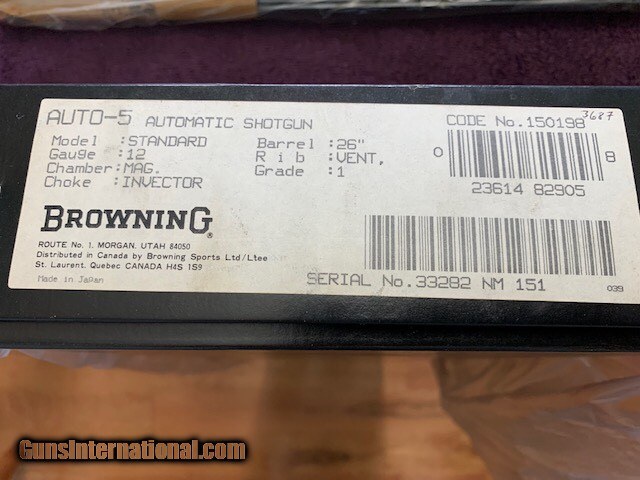 AUTO-5 AUTOMATIC SHOTGUN
Model :STANDARD
Gauge :12
Chamber:MAG.
Choke :INVECTOR
Barrel :26"
Rib :VENT,
Grade :1
CODE No.150198
3687
0 8
23614 82905
BROWNING®
ROUTE No. 1. MORGAN, UTAH 84050
Distributed in Canada by Browning Sports Ltd/Ltee
St. Laurent, Quebec CANADA H4S 1S9
Made in Japan
SERIAL No.33282 NM 151
039
GunsInternational.com